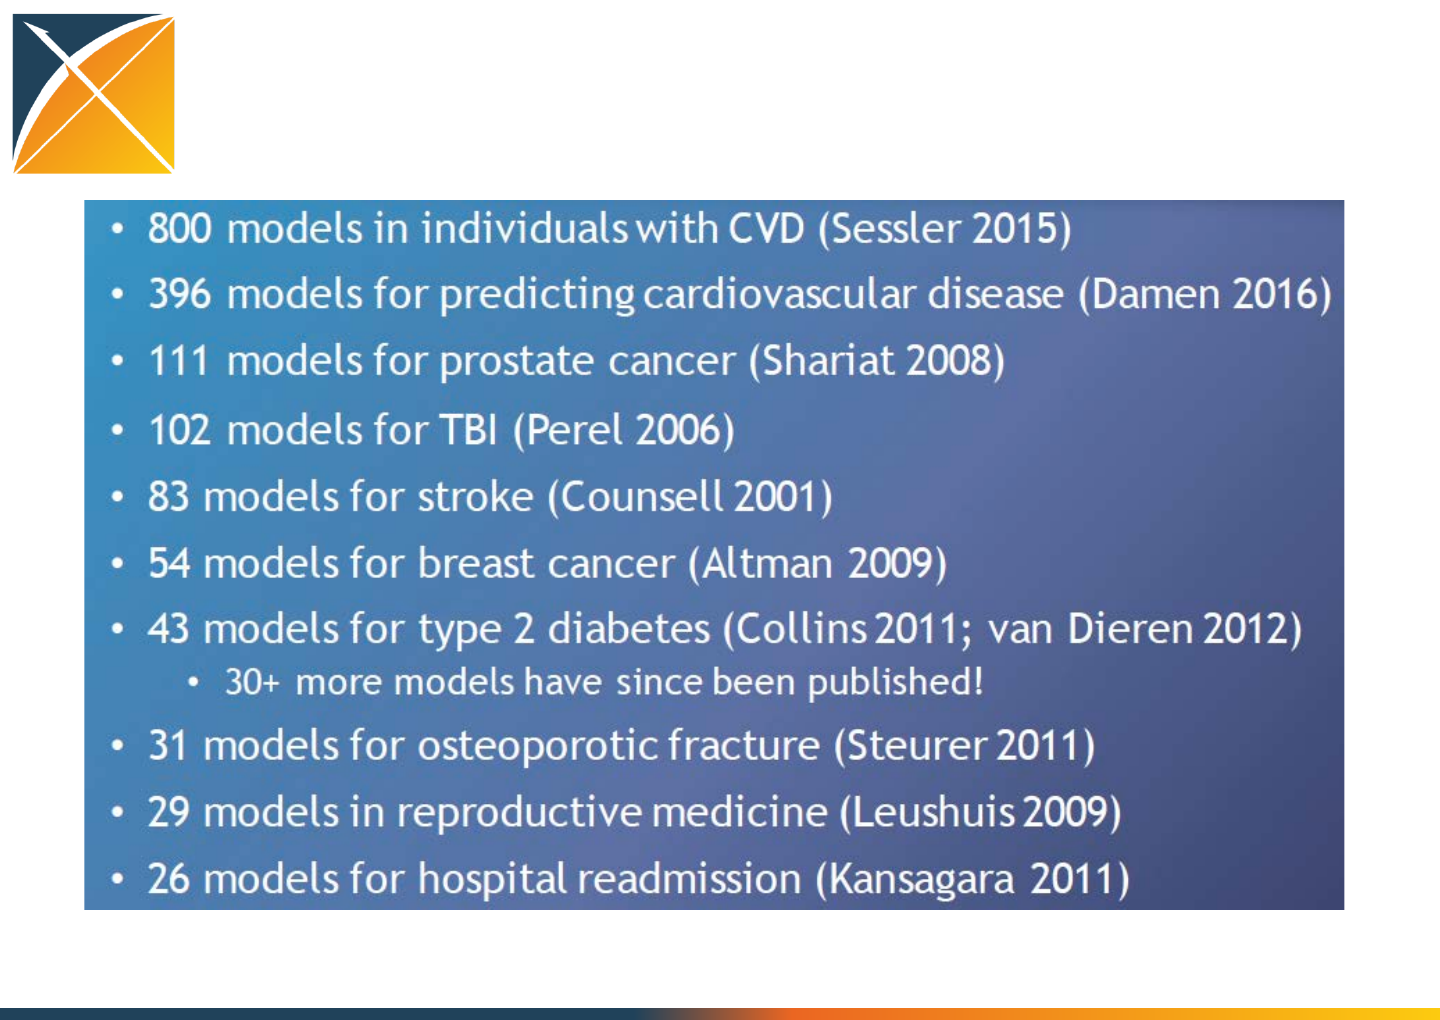 • 800 models in individuals with CVD (Sessler 2015)
• 396 models for predicting cardiovascular disease (Damen 2016)
• 111 models for prostate cancer (Shariat 2008)
• 102 models for TBI (Perel 2006)
• 83 models for stroke (Counsell 2001)
• 54 models for breast cancer (Altman 2009)
• 43 models for type 2 diabetes (Collins 2011; van Dieren 2012)
• 30+ more models have since been published!
• 31 models for osteoporotic fracture (Steurer 2011)
• 29 models in reproductive medicine (Leushuis 2009)
• 26 models for hospital readmission (Kansagara 2011)